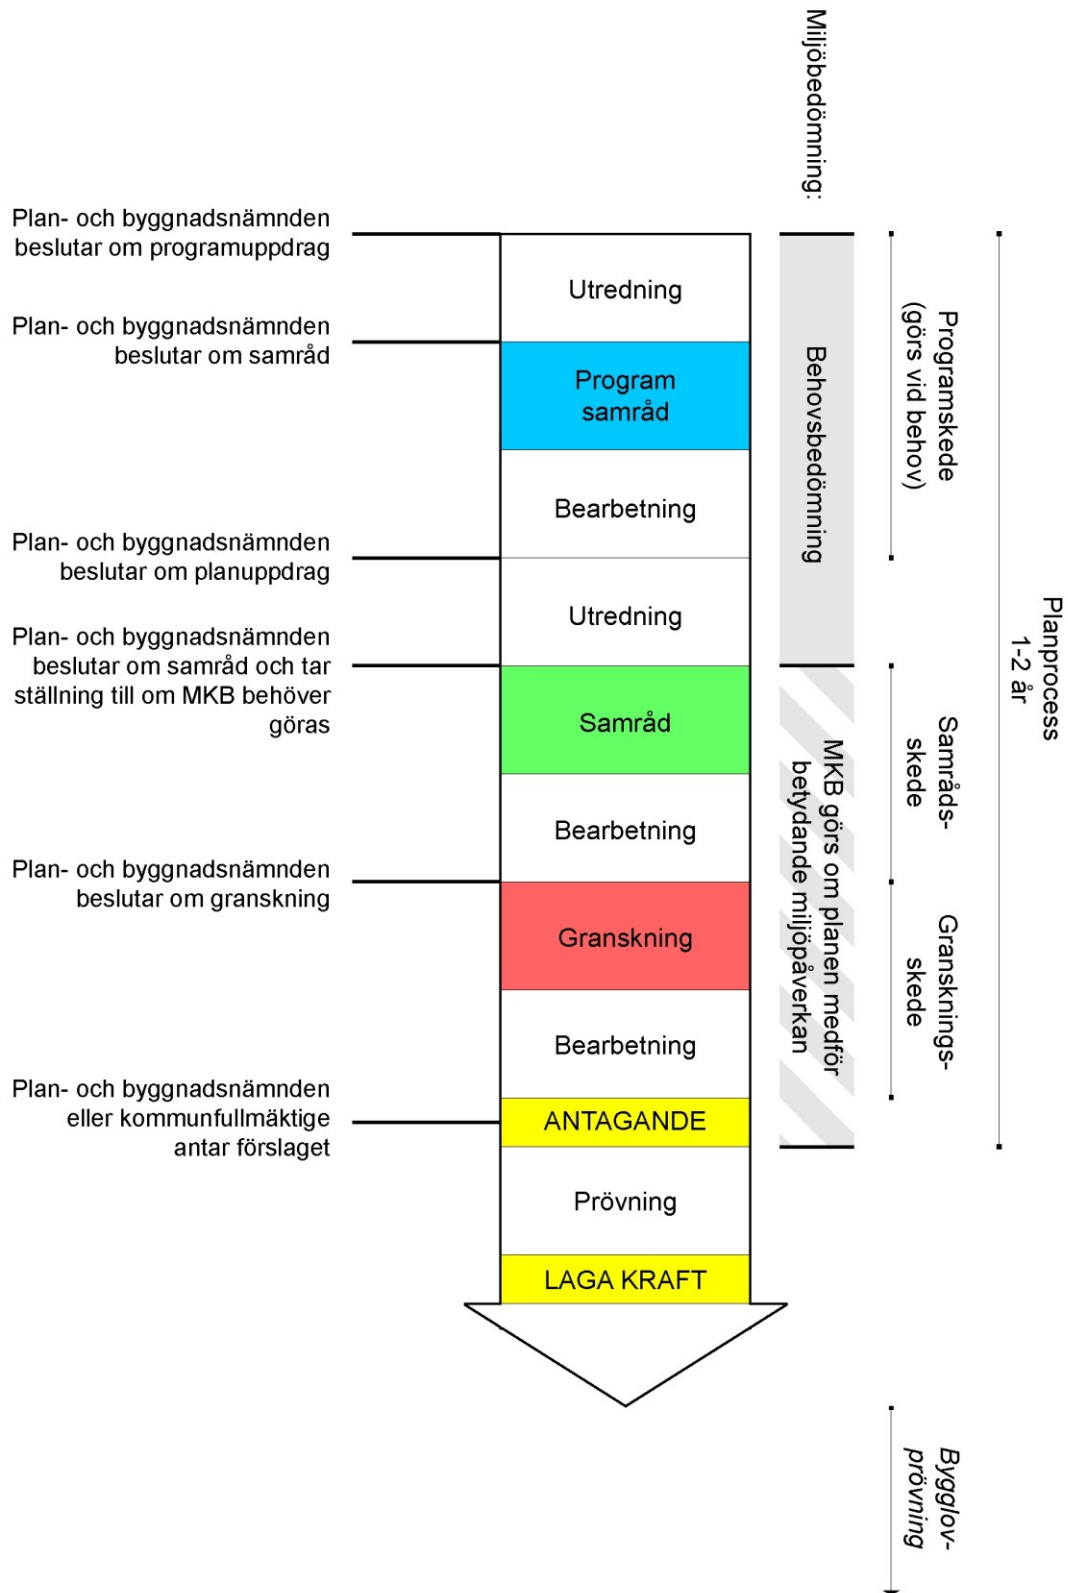 Miljöbedömning:
Plan- och byggnadsnämnden
beslutar om programuppdrag
Plan- och byggnadsnämnden
beslutar om samråd
Plan- och byggnadsnämnden
beslutar om planuppdrag
Plan- och byggnadsnämnden
beslutar om samråd och tar
ställning till om MKB behöver
göras
Plan- och byggnadsnämnden
beslutar om granskning
Plan- och byggnadsnämnden
eller kommunfullmäktige
antar förslaget
Utredning
Program
samråd
Bearbetning
Utredning
Samråd
Bearbetning
Granskning
Bearbetning
ANTAGANDE
Prövning
LAGA KRAFT
Behovsbedömning
MKB görs om planen medför
betydande miljöpåverkan
Programskede
(görs vid behov)
Samråds-
skede
Gransknings-
skede
Planprocess
1-2 år
Bygglov-
prövning